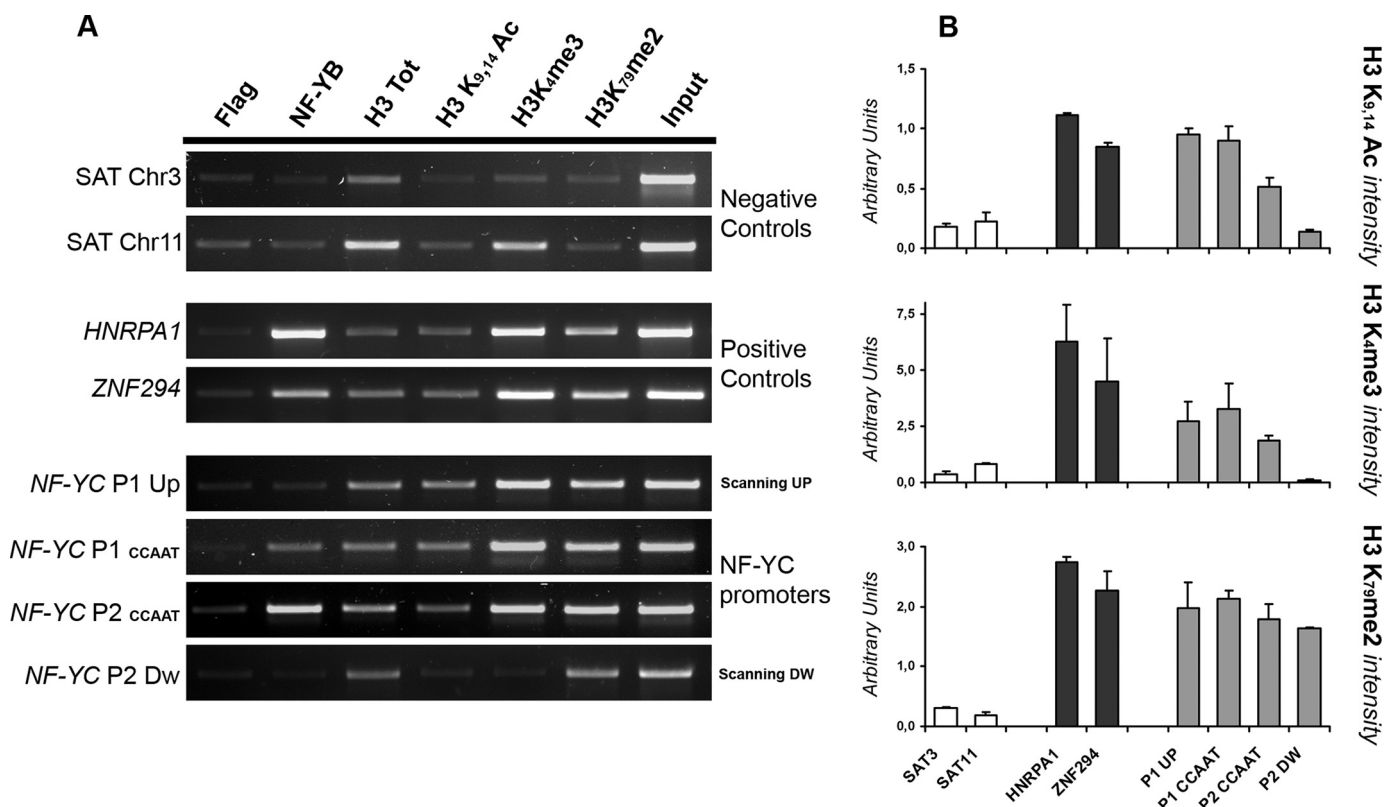 A
Flag
NF-YB
H3 Tot
H3 K9,14 Ac
H3K4me3
H3K79me2
Input
SAT Chr3
SAT Chr11
Negative
Controls
HNRPA1
ZNF294
Positive
Controls
NF-YC P1 Up
Scanning UP
NF-YC P1 CCAAT
NF-YC P2 CCAAT
NF-YC
promoters
NF-YC P2 Dw
Scanning DW
B
Arbitrary Units
1,5
1,0
0,5
0,0
H3 K9,14 Ac intensity
Arbitrary Units
7,5
5,0
2,5
0,0
H3 K4me3 intensity
Arbitrary Units
3,0
2,0
1,0
0,0
H3 K79me2 intensity
SAT3
SAT11
HNRPA1
ZNF294
P1 UP
P1 CCAAT
P2 CCAAT
P2 DW